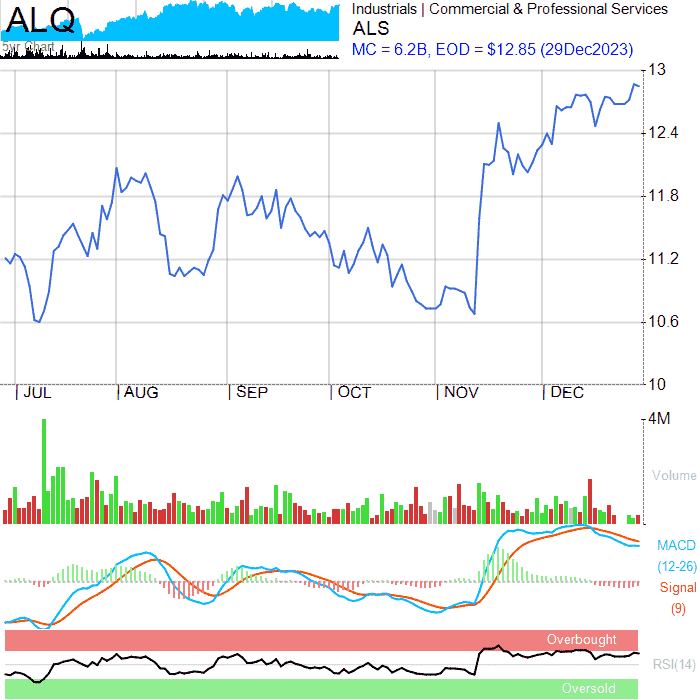 ALQ
5yr Chart
Industrials | Commercial & Professional Services
ALS
MC = 6.2B, EOD = $12.85 (29Dec2023)
13
12.4
11.8
11.2
10.6
10
| JUL | AUG | SEP | OCT | NOV | DEC
4M
Volume
MACD
(12-26)
Signal
(9)
Overbought
RSI(14)
Oversold